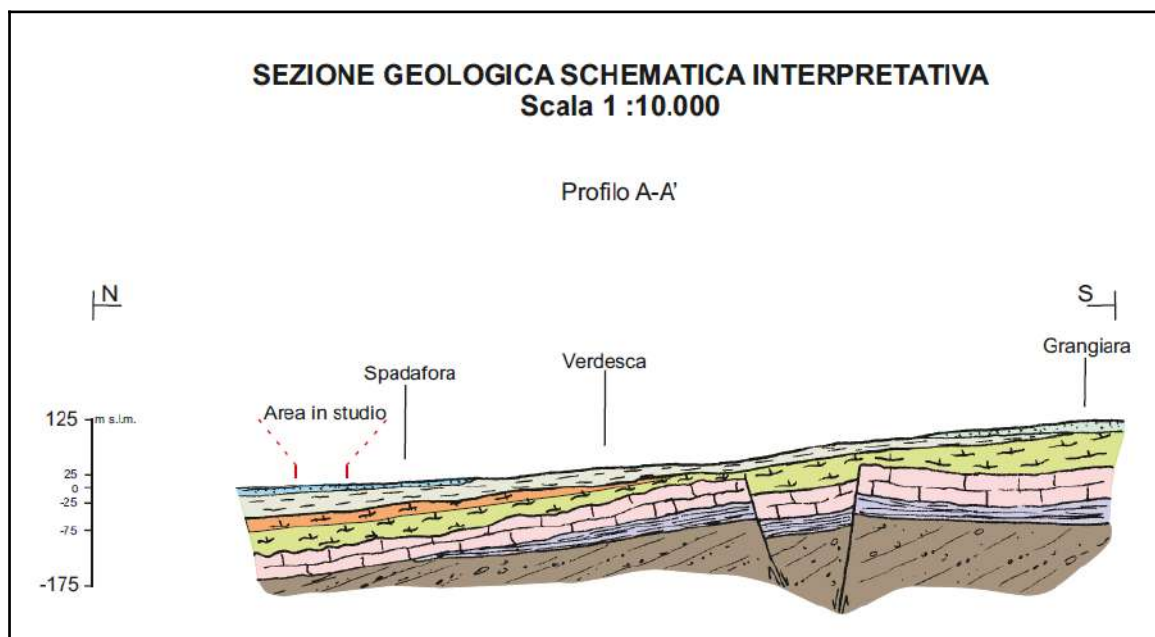 SEZIONE GEOLOGICA SCHEMATICA INTERPRETATIVA
Scala 1 :10.000
Profilo A-A'
N
S
Grangiara
Verdesca
Spadafora
Area in studio
125
m s.l.m.
25
0
-25
-75
-175